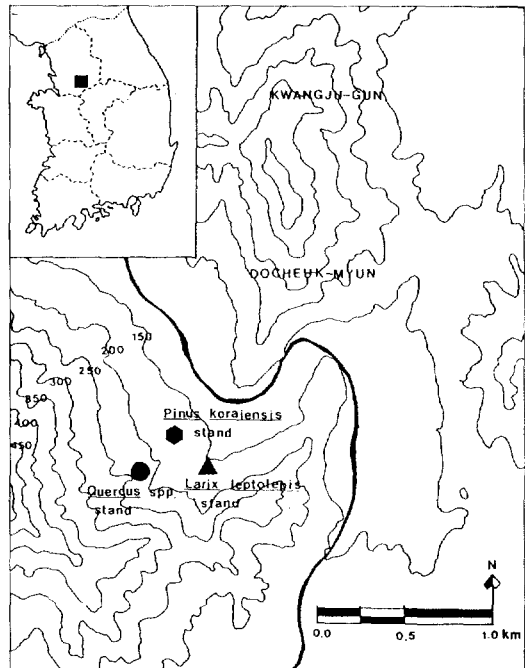 KWANGJU-GUN
DOCHEUK-MYUN
150
200
250
300
350
400
450
Pinus korajensis
stand
Quercus spp.
stand
Larix leptolepis
stand
N
0.0 0.5 1.0 km